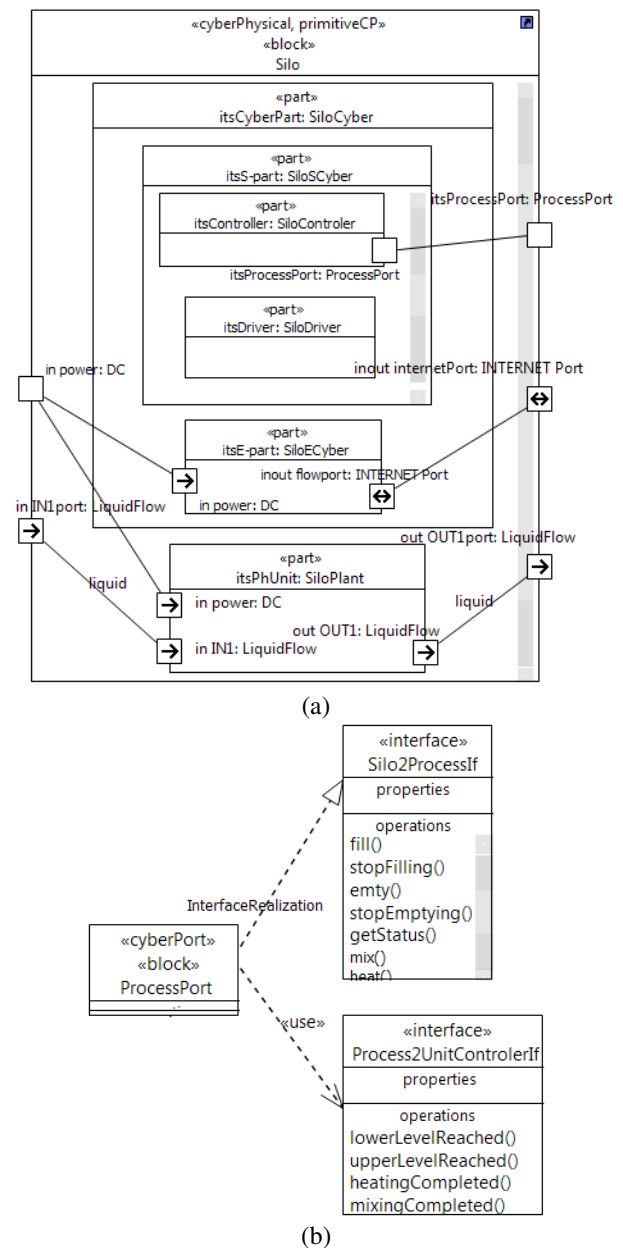 «cyberPhysical, primitiveCP»
«block»
Silo
«part»
itsCyberPart: SiloCyber
«part»
itsS-part: SiloSCyber
«part»
itsController: SiloControler
itsProcessPort: ProcessPort
itsProcessPort: ProcessPort
«part»
itsDriver: SiloDriver
in power: DC
inout internetPort: INTERNET Port
«part»
itsE-part: SiloECyber
inout flowport: INTERNET Port
in power: DC
in IN1port: LiquidFlow
out OUT1port: LiquidFlow
«part»
itsPhUnit: SiloPlant
liquid
in power: DC
liquid
out OUT1: LiquidFlow
in IN1: LiquidFlow
(a)
«interface»
Silo2ProcessIf
properties
operations
fill()
stopFilling()
emty()
stopEmptying()
getStatus()
mix()
heat()
InterfaceRealization
«cyberPort»
«block»
ProcessPort
«use»
«interface»
Process2UnitControlerIf
properties
operations
lowerLevelReached()
upperLevelReached()
heatingCompleted()
mixingCompleted()
(b)